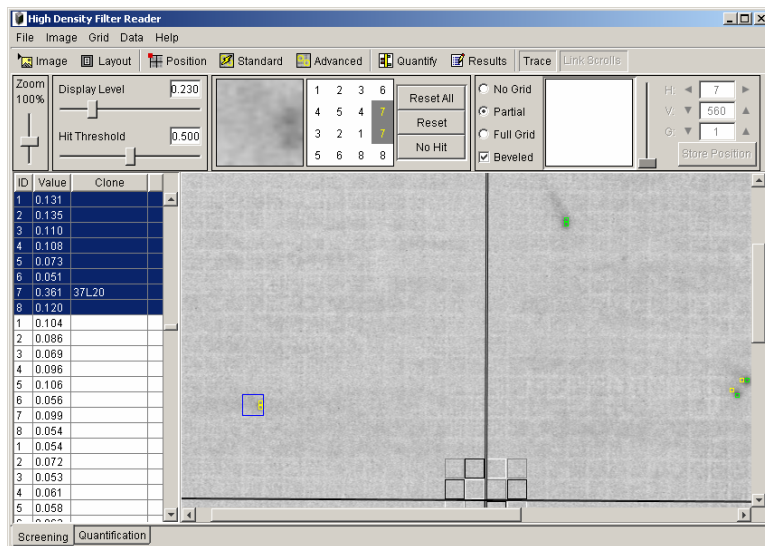 High Density Filter Reader
File Image Grid Data Help
Image Layout Position Standard Advanced Quantify Results Trace Link Scrolls
Zoom
100%
Display Level 0.230
Hit Threshold 0.500
1 2 3 6
4 5 4 7
3 2 1 7
5 6 8 8
Reset All
Reset
No Hit
No Grid
Partial
Full Grid
Beveled
H: 7
V: 560
G: 1
Store Position
ID Value Clone
1 0.131
2 0.135
3 0.110
4 0.108
5 0.073
6 0.051
7 0.361 37L20
8 0.120
1 0.104
2 0.086
3 0.069
4 0.096
5 0.106
6 0.056
7 0.099
8 0.054
1 0.054
2 0.072
3 0.053
4 0.061
5 0.058
Screening Quantification